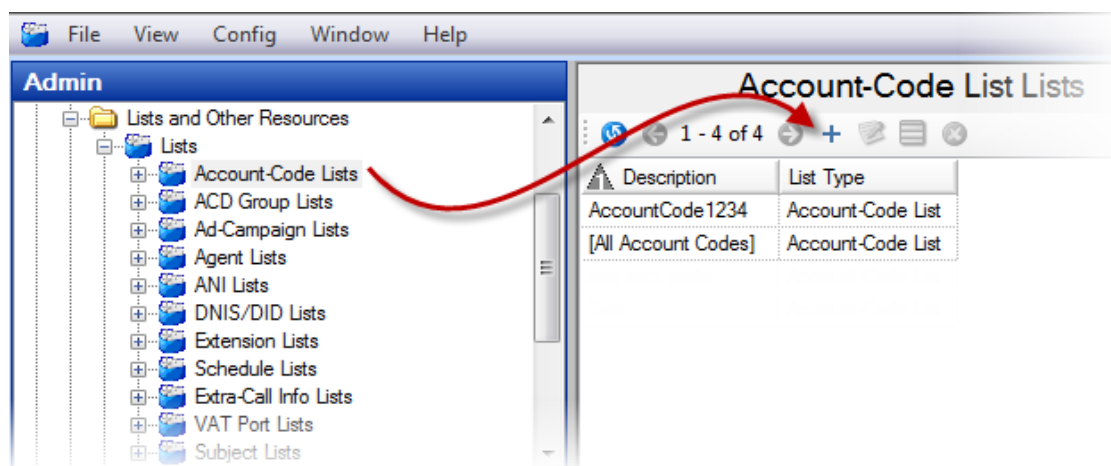 File View Config Window Help
Admin
Lists and Other Resources
Lists
Account-Code Lists
ACD Group Lists
Ad-Campaign Lists
Agent Lists
ANI Lists
DNIS/DID Lists
Extension Lists
Schedule Lists
Extra-Call Info Lists
VAT Port Lists
Subject Lists
Account-Code List Lists
1 - 4 of 4
Description List Type
AccountCode1234 Account-Code List
[All Account Codes] Account-Code List